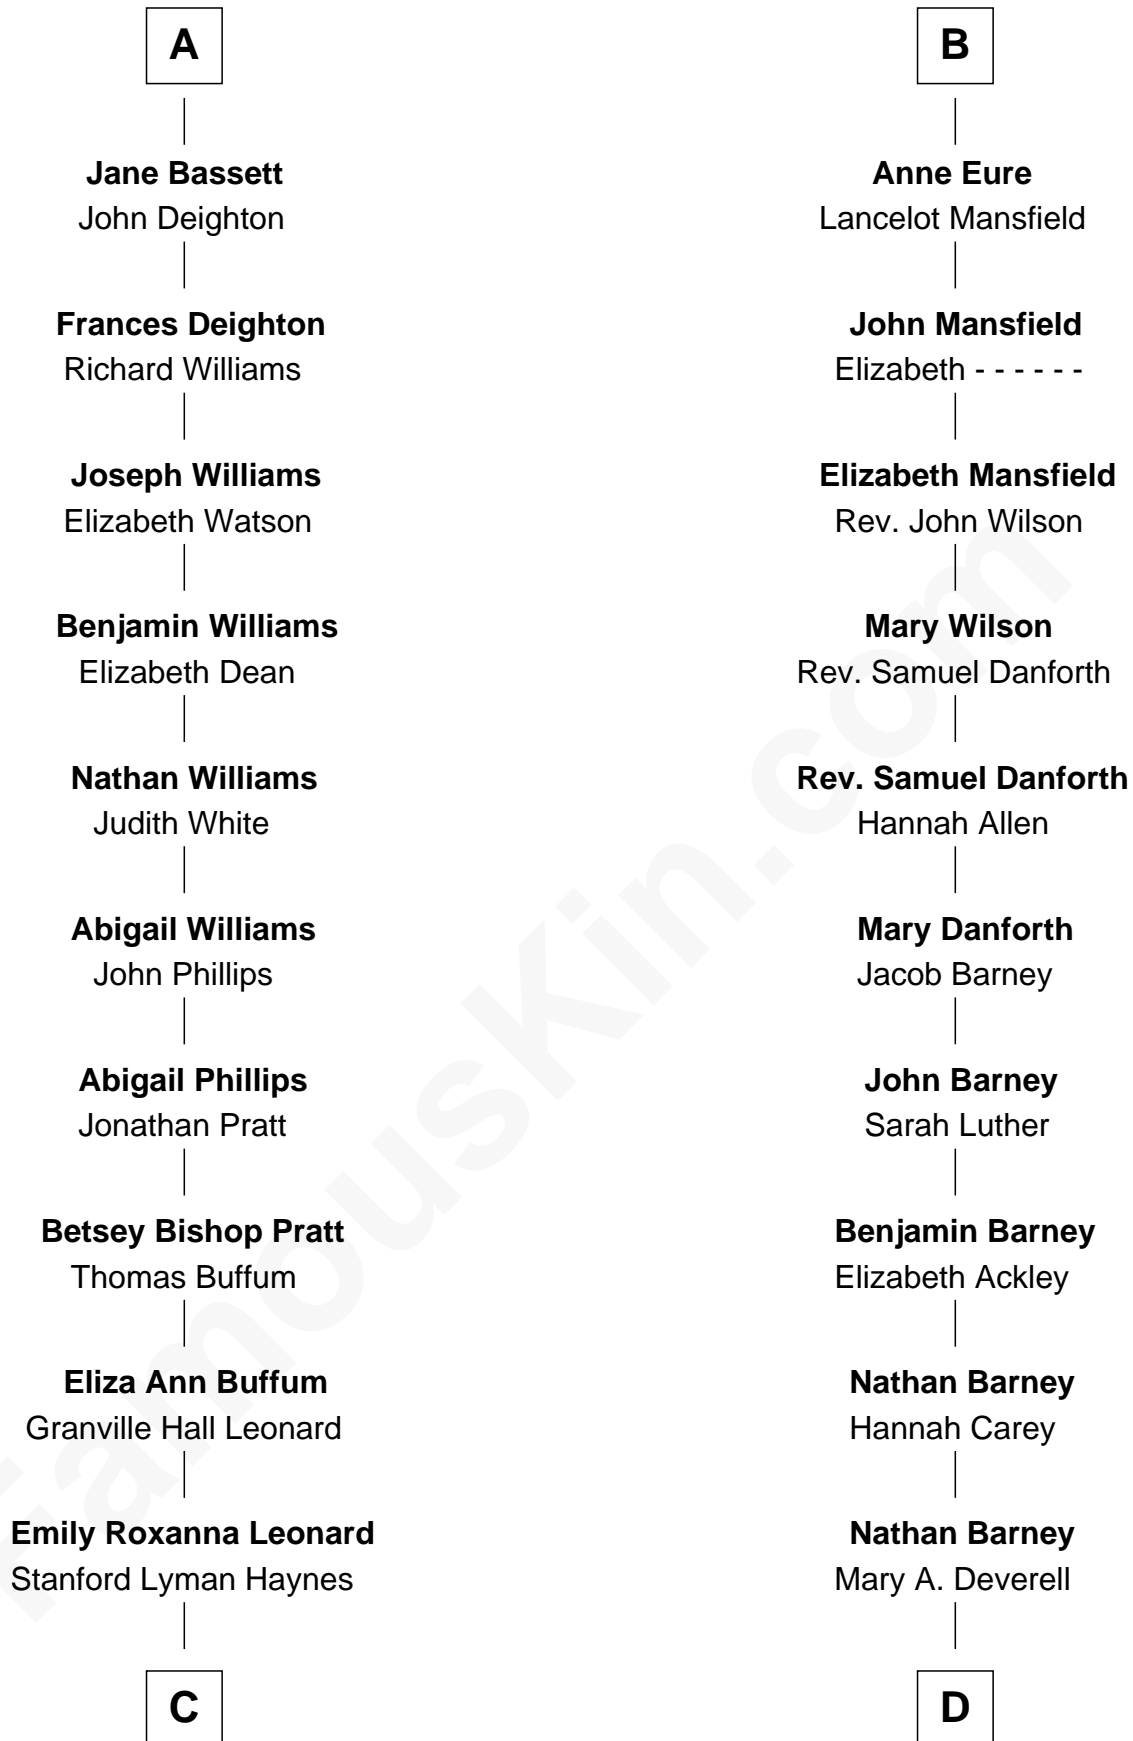 A
Jane Bassett
John Deighton
Frances Deighton
Richard Williams
Joseph Williams
Elizabeth Watson
Benjamin Williams
Elizabeth Dean
Nathan Williams
Judith White
Abigail Williams
John Phillips
Abigail Phillips
Jonathan Pratt
Betsey Bishop Pratt
Thomas Buffum
Eliza Ann Buffum
Granville Hall Leonard
Emily Roxanna Leonard
Stanford Lyman Haynes
C
B
Anne Eure
Lancelot Mansfield
John Mansfield
Elizabeth - - - - - -
Elizabeth Mansfield
Rev. John Wilson
Mary Wilson
Rev. Samuel Danforth
Rev. Samuel Danforth
Hannah Allen
Mary Danforth
Jacob Barney
John Barney
Sarah Luther
Benjamin Barney
Elizabeth Ackley
Nathan Barney
Hannah Carey
Nathan Barney
Mary A. Deverell
D
FamousKin.com